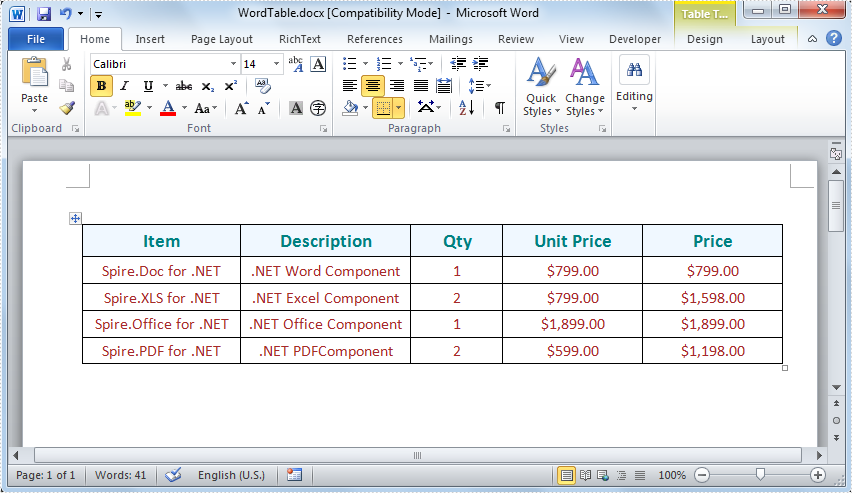 WordTable.docx [Compatibility Mode] - Microsoft Word
Table T...
File Home Insert Page Layout RichText References Mailings Review View Developer Design Layout
Calibri 14
Paste
Quick Styles
Change Styles
Editing
Clipboard Font Paragraph Styles
Item Description Qty Unit Price Price
Spire.Doc for .NET .NET Word Component 1 $799.00 $799.00
Spire.XLS for .NET .NET Excel Component 2 $799.00 $1,598.00
Spire.Office for .NET .NET Office Component 1 $1,899.00 $1,899.00
Spire.PDF for .NET .NET PDFComponent 2 $599.00 $1,198.00
Page: 1 of 1 Words: 41 English (U.S.) 100%